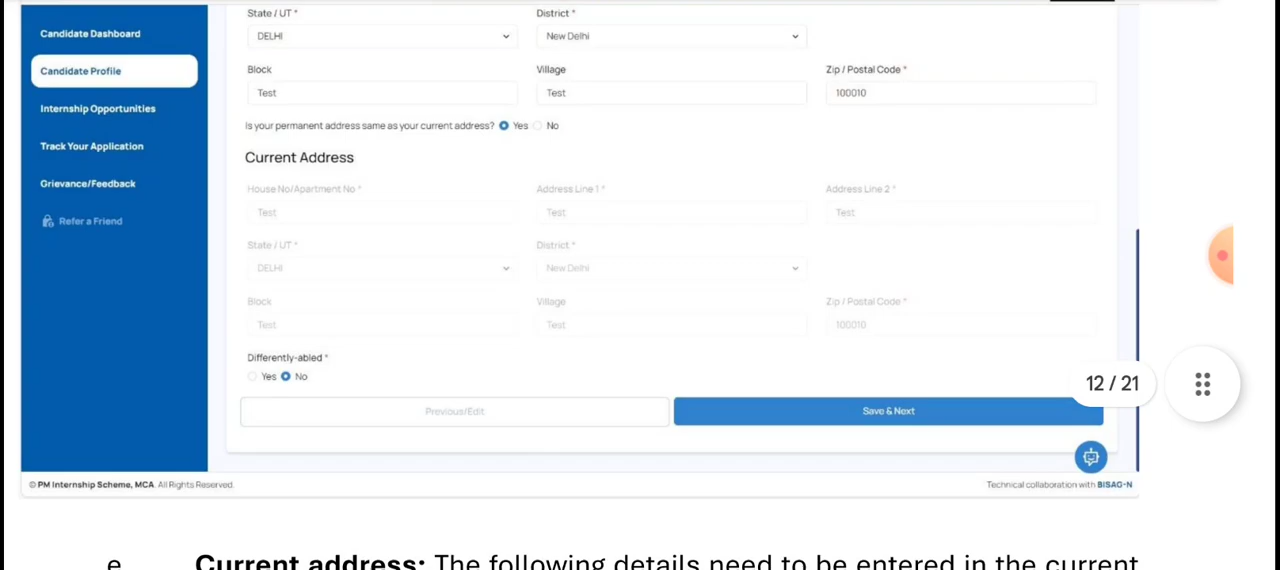 State / UT * District *
Candidate Dashboard DELHI New Delhi
Candidate Profile Block Village Zip / Postal Code *
Test Test 100010
Internship Opportunities
Is your permanent address same as your current address? Yes No
Track Your Application
Current Address
Grievance/Feedback House No/Apartment No * Address Line 1 * Address Line 2 *
Refer a Friend Test Test Test
State / UT * District *
DELHI New Delhi
Block Village Zip / Postal Code *
Test Test 100010
Differently-abled *
Yes No
12 / 21
Previous/Edit Save & Next
© PM Internship Scheme, MCA. All Rights Reserved. Technical collaboration with BISAG-N
e Current address: The following details need to be entered in the current